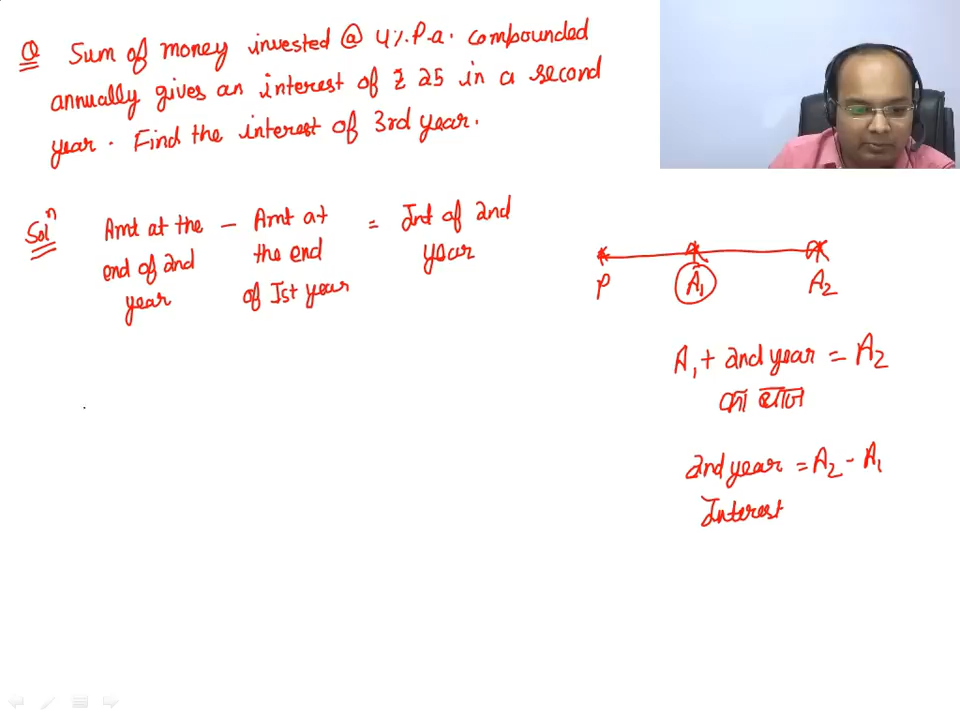 Q Sum of money invested @ 4% P.a. compounded
annually gives an interest of ₹ 25 in a second
year. Find the interest of 3rd year.
Solⁿ Amt at the – Amt at = Int of 2nd
end of 2nd the end year
year of Ist year
P A₁ A₂
A₁ + 2nd year = A₂
का ब्याज
2nd year = A₂ - A₁
Interest